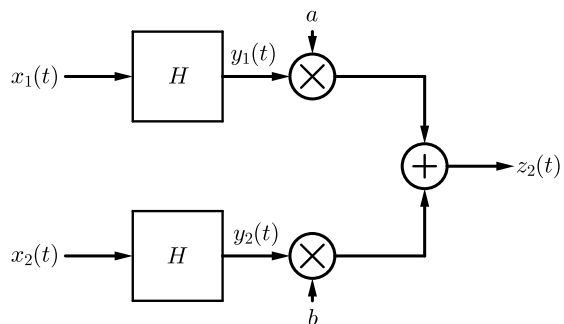 a
x₁(t)
H
y₁(t)
z₂(t)
x₂(t)
H
y₂(t)
b